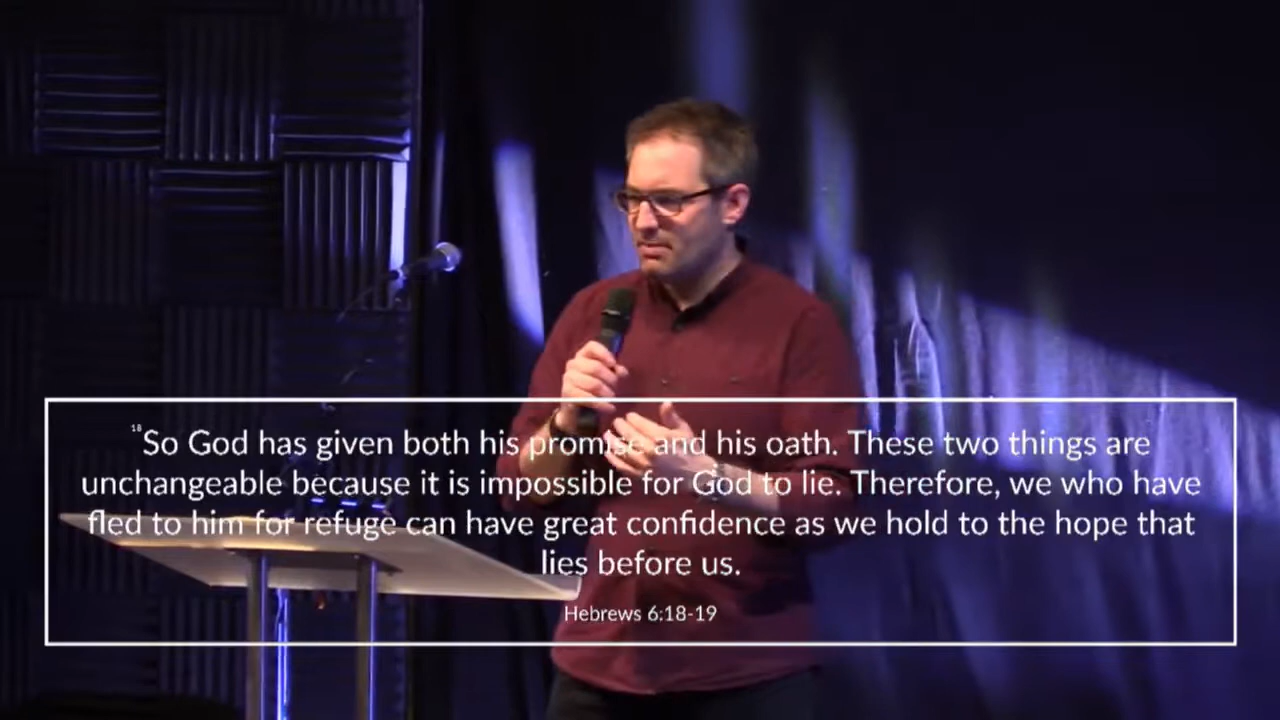 18So God has given both his promise and his oath. These two things are
unchangeable because it is impossible for God to lie. Therefore, we who have
fled to him for refuge can have great confidence as we hold to the hope that
lies before us.
Hebrews 6:18-19